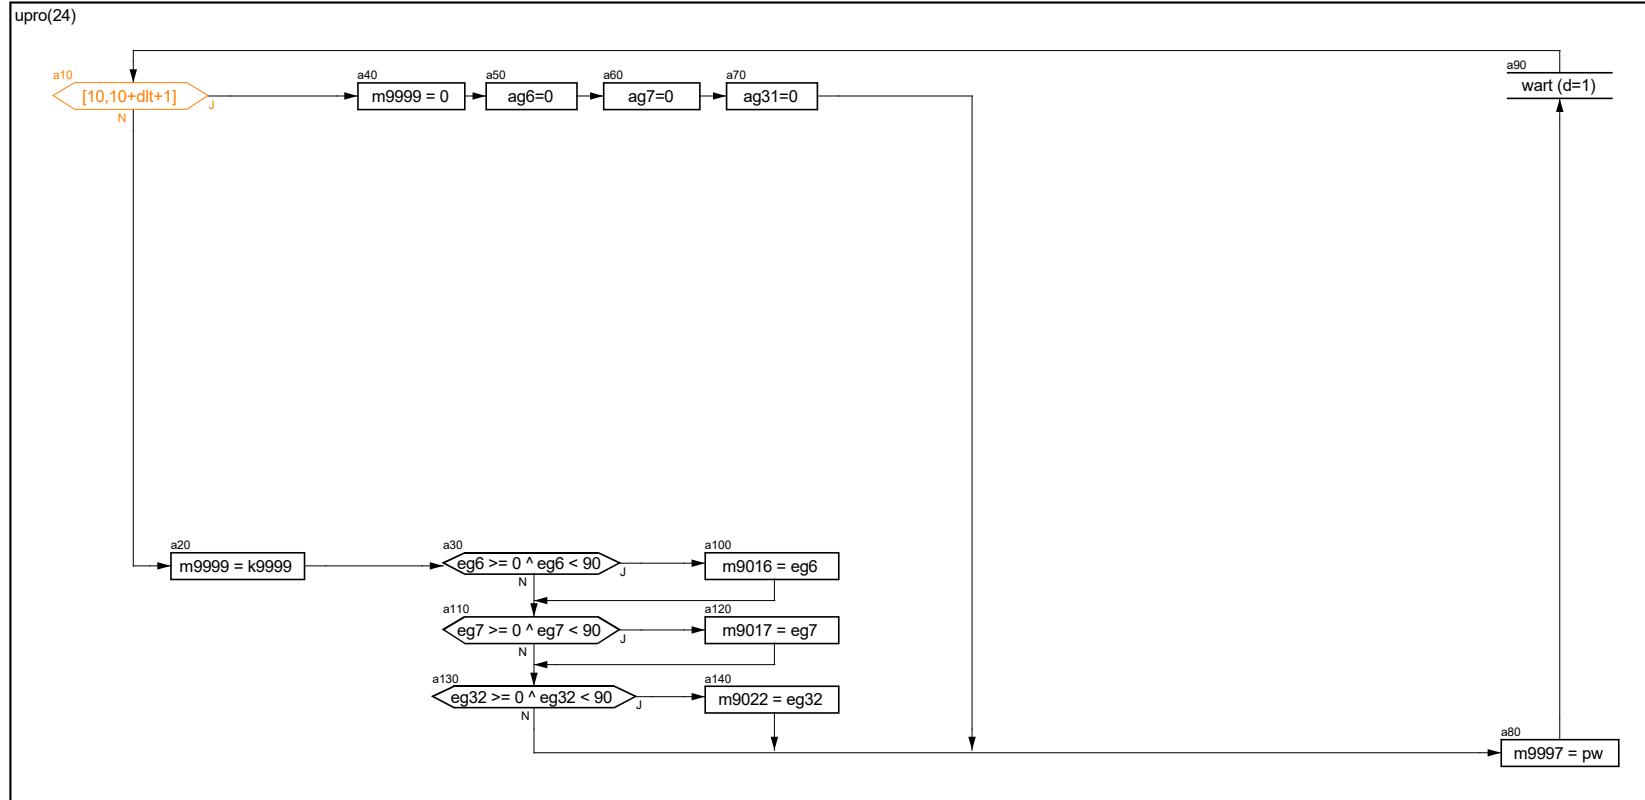 upro(24)
a10
[10,10+dlt+1]
J
N
a40
m9999 = 0
a50
ag6=0
a60
ag7=0
a70
ag31=0
a90
wart (d=1)
a20
m9999 = k9999
a30
eg6 >= 0 ^ eg6 < 90
J
N
a100
m9016 = eg6
a110
eg7 >= 0 ^ eg7 < 90
J
N
a120
m9017 = eg7
a130
eg32 >= 0 ^ eg32 < 90
J
N
a140
m9022 = eg32
a80
m9997 = pw